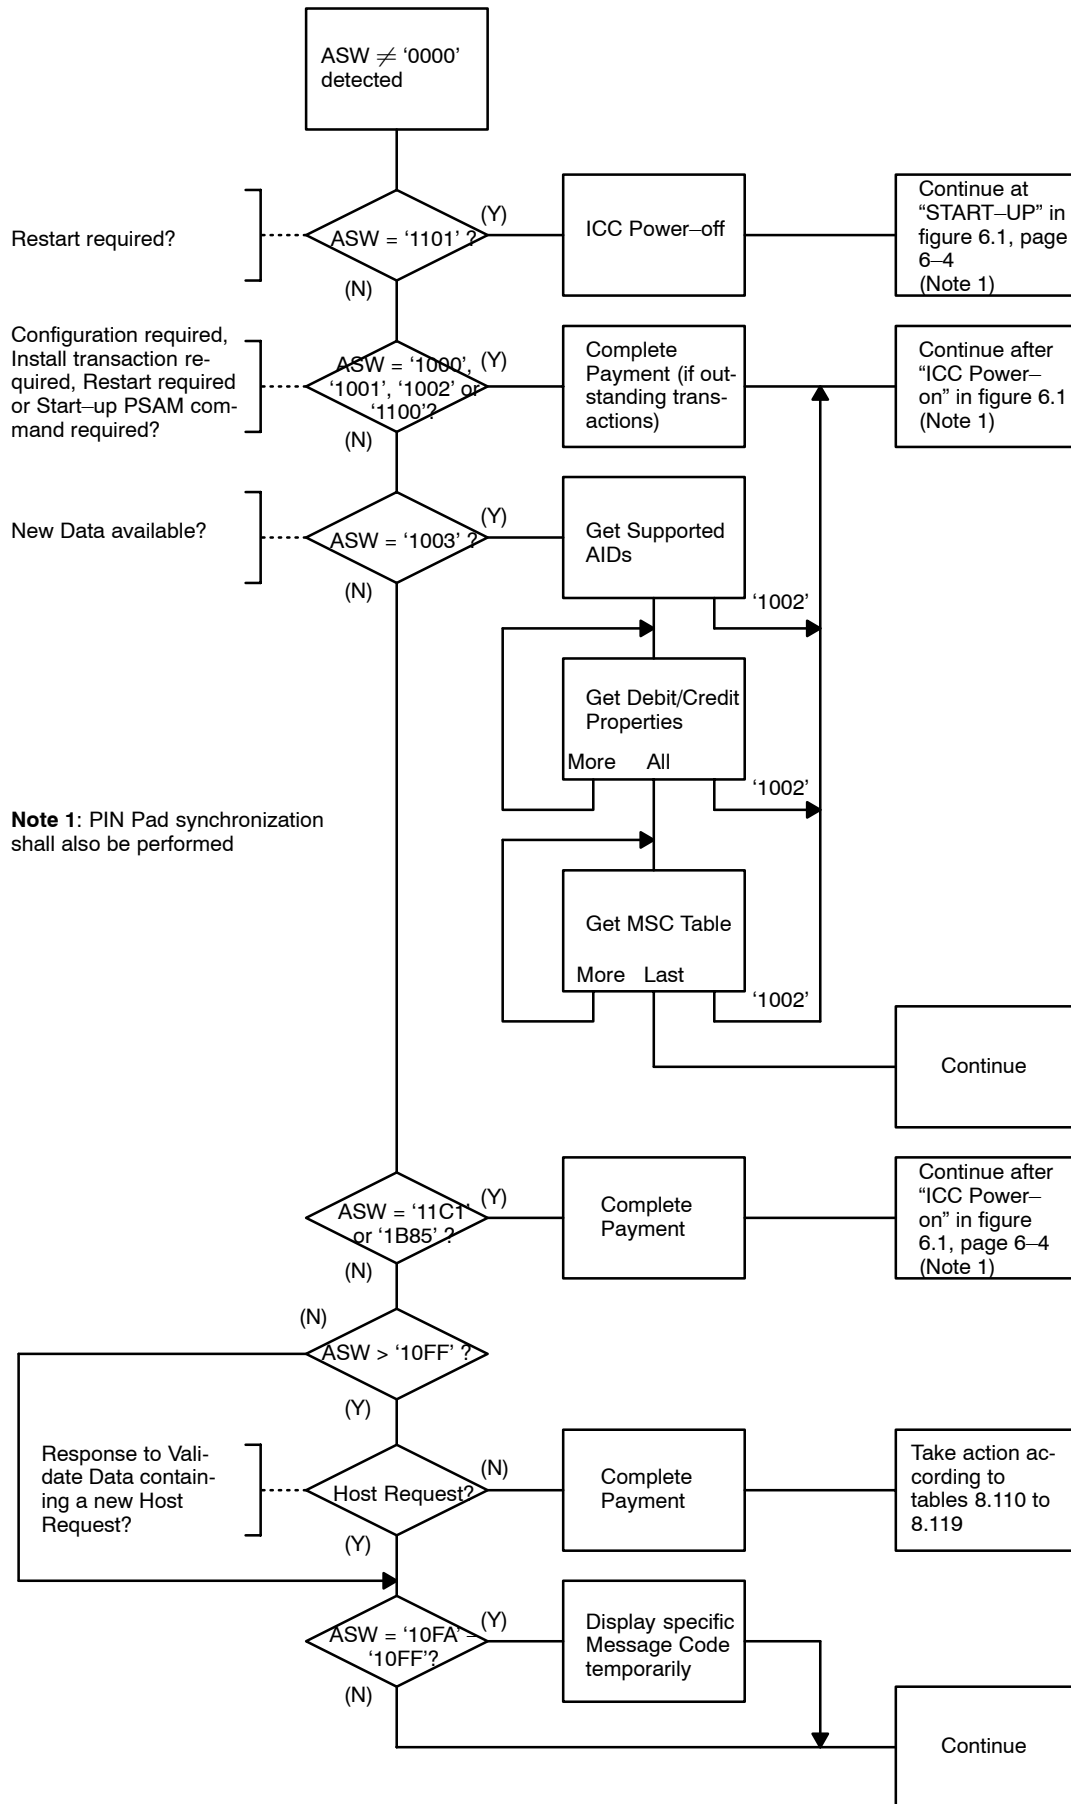 ASW ≠ ‘0000’
detected
Restart required?
ASW = ‘1101’ ?
(Y)
(N)
ICC Power–off
Continue at
“START–UP” in
figure 6.1, page
6–4
(Note 1)
Configuration required,
Install transaction re-
quired, Restart required
or Start–up PSAM com-
mand required?
ASW = ‘1000’,
‘1001’, ‘1002’ or
‘1100’?
(Y)
(N)
Complete
Payment (if out-
standing trans-
actions)
Continue after
“ICC Power–
on” in figure 6.1
(Note 1)
New Data available?
ASW = ‘1003’ ?
(Y)
(N)
Get Supported
AIDs
‘1002’
Get Debit/Credit
Properties
More All
‘1002’
Note 1: PIN Pad synchronization
shall also be performed
Get MSC Table
More Last
‘1002’
Continue
ASW = ‘11C1’
or ‘1B85’ ?
(Y)
(N)
Complete
Payment
Continue after
“ICC Power–
on” in figure
6.1, page 6–4
(Note 1)
(N)
ASW > ‘10FF’ ?
(Y)
Response to Vali-
date Data contain-
ing a new Host
Request?
Host Request?
(N)
(Y)
Complete
Payment
Take action ac-
cording to
tables 8.110 to
8.119
ASW = ‘10FA’ –
‘10FF’?
(Y)
(N)
Display specific
Message Code
temporarily
Continue